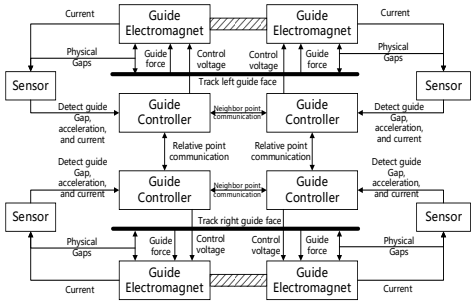 Current
Guide
Electromagnet
Guide
Electromagnet
Current
Physical
Gaps
Guide
force
Control
voltage
Control
voltage
Guide
force
Physical
Gaps
Sensor
Sensor
Track left guide face
Detect guide
Gap,
acceleration,
and current
Guide
Controller
Neighbor point
communication
Guide
Controller
Detect guide
Gap,
acceleration,
and current
Relative point
communication
Relative point
communication
Detect guide
Gap,
acceleration,
and current
Guide
Controller
Neighbor point
communication
Guide
Controller
Detect guide
Gap,
acceleration,
and current
Sensor
Sensor
Track right guide face
Physical
Gaps
Guide
force
Control
voltage
Control
voltage
Guide
force
Physical
Gaps
Current
Guide
Electromagnet
Guide
Electromagnet
Current